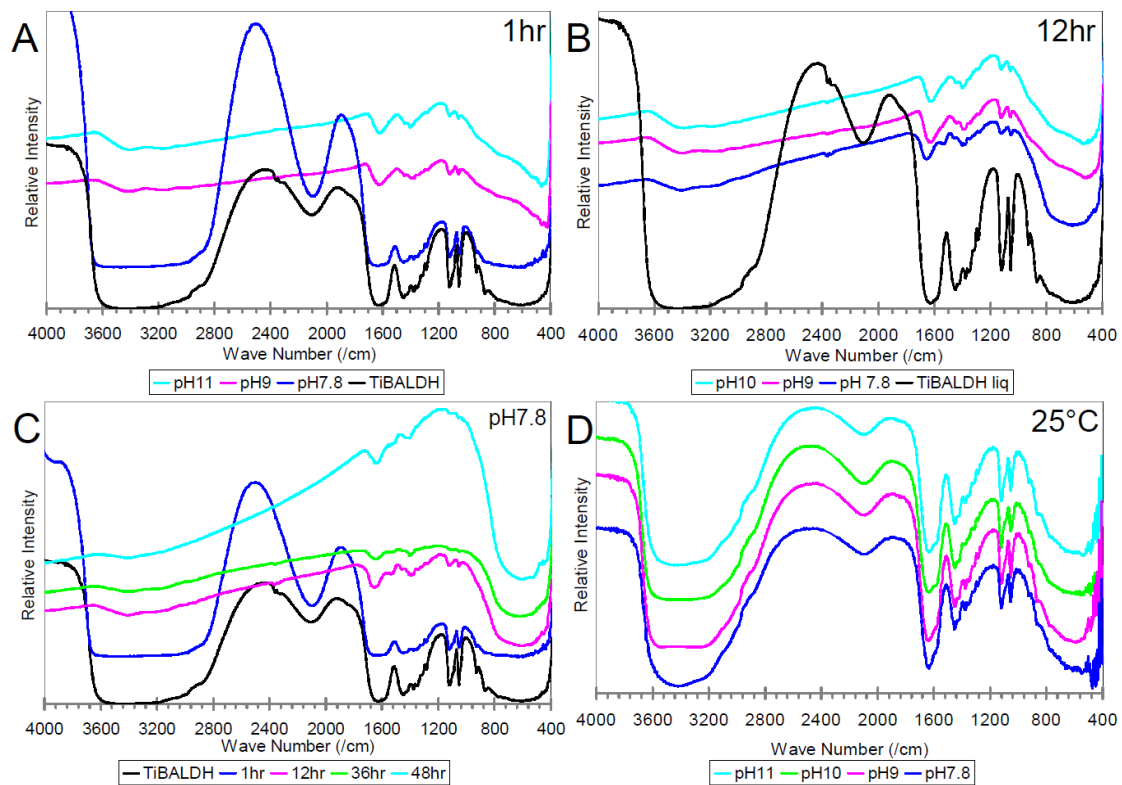 A
1hr
Relative Intensity
4000 3600 3200 2800 2400 2000 1600 1200 800 400
Wave Number (/cm)
pH11 pH9 pH7.8 TiBALDH
B
12hr
Relative Intensity
4000 3600 3200 2800 2400 2000 1600 1200 800 400
Wave Number (/cm)
pH10 pH9 pH 7.8 TiBALDH liq
C
pH7.8
Relative Intensity
4000 3600 3200 2800 2400 2000 1600 1200 800 400
Wave Number (/cm)
TiBALDH 1hr 12hr 36hr 48hr
D
25°C
Relative Intensity
4000 3600 3200 2800 2400 2000 1600 1200 800 400
Wave Number (/cm)
pH11 pH10 pH9 pH7.8